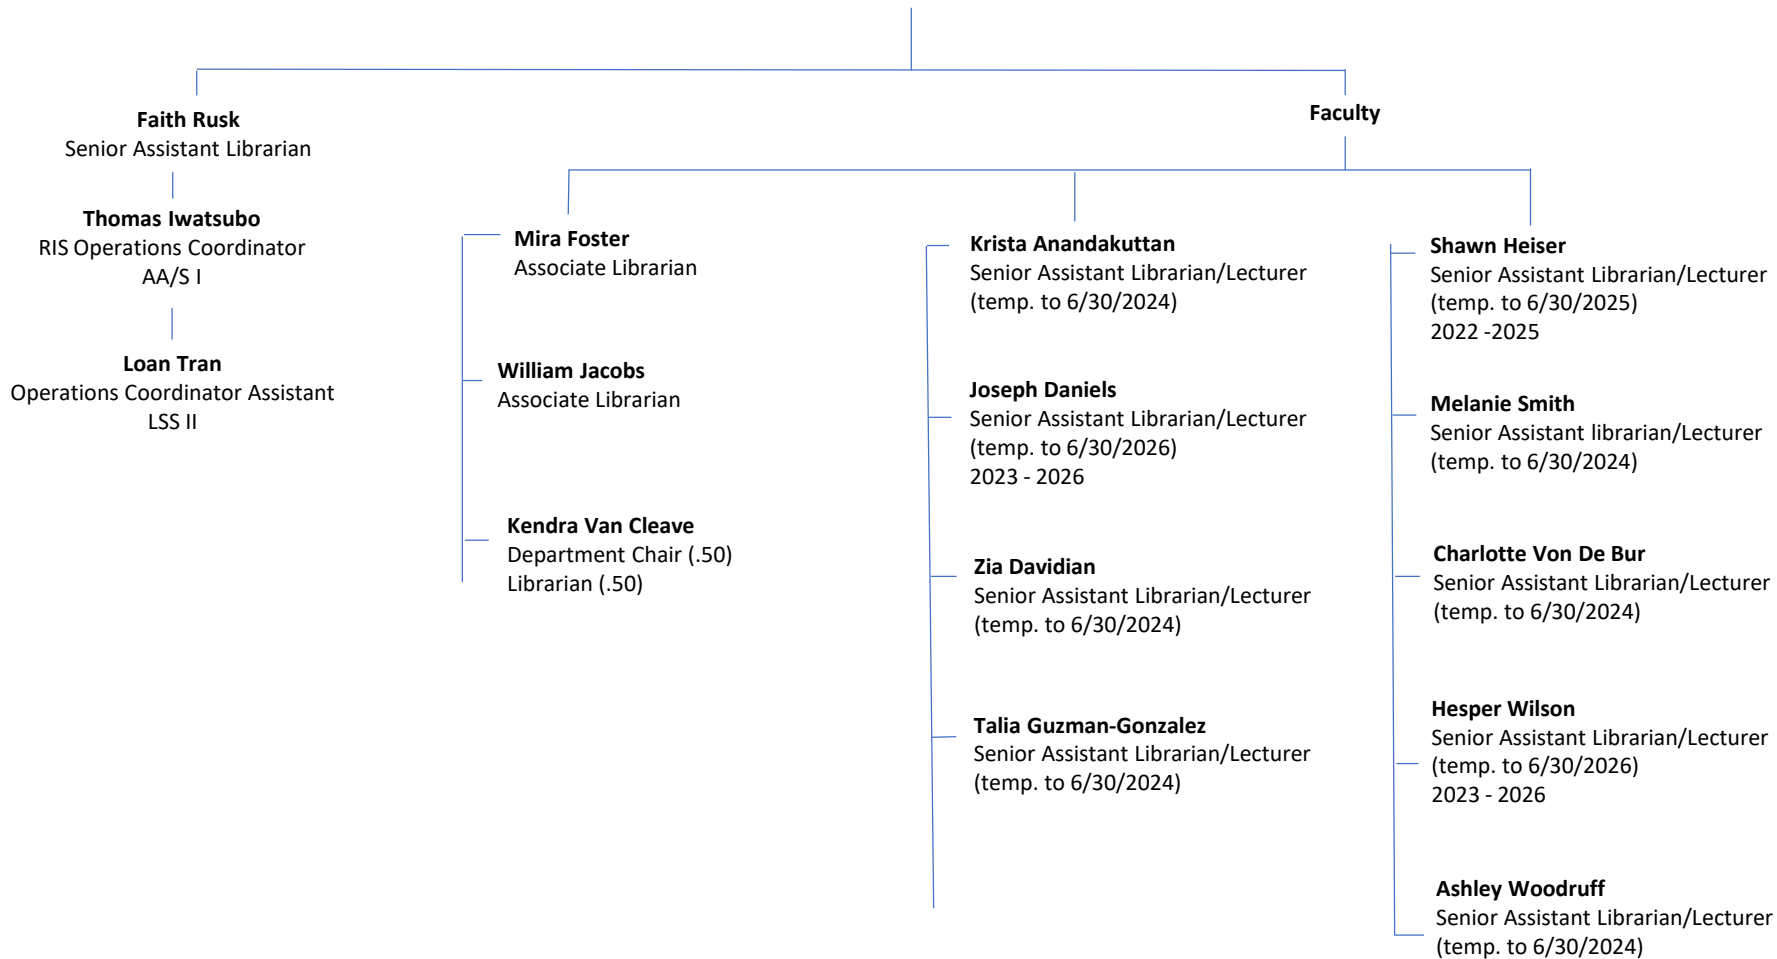 Faith Rusk
Senior Assistant Librarian
Thomas Iwatsubo
RIS Operations Coordinator
AA/S I
Loan Tran
Operations Coordinator Assistant
LSS II
Faculty
Mira Foster
Associate Librarian
William Jacobs
Associate Librarian
Kendra Van Cleave
Department Chair (.50)
Librarian (.50)
Krista Anandakuttan
Senior Assistant Librarian/Lecturer
(temp. to 6/30/2024)
Joseph Daniels
Senior Assistant Librarian/Lecturer
(temp. to 6/30/2026)
2023 - 2026
Zia Davidian
Senior Assistant Librarian/Lecturer
(temp. to 6/30/2024)
Talia Guzman-Gonzalez
Senior Assistant Librarian/Lecturer
(temp. to 6/30/2024)
Shawn Heiser
Senior Assistant Librarian/Lecturer
(temp. to 6/30/2025)
2022 -2025
Melanie Smith
Senior Assistant librarian/Lecturer
(temp. to 6/30/2024)
Charlotte Von De Bur
Senior Assistant Librarian/Lecturer
(temp. to 6/30/2024)
Hesper Wilson
Senior Assistant Librarian/Lecturer
(temp. to 6/30/2026)
2023 - 2026
Ashley Woodruff
Senior Assistant Librarian/Lecturer
(temp. to 6/30/2024)